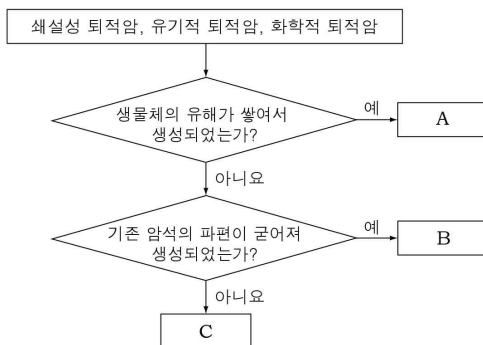 쇄설성 퇴적암, 유기적 퇴적암, 화학적 퇴적암
생물체의 유해가 쌓여서
생성되었는가?
예
A
아니요
기존 암석의 파편이 굳어져
생성되었는가?
예
B
아니요
C